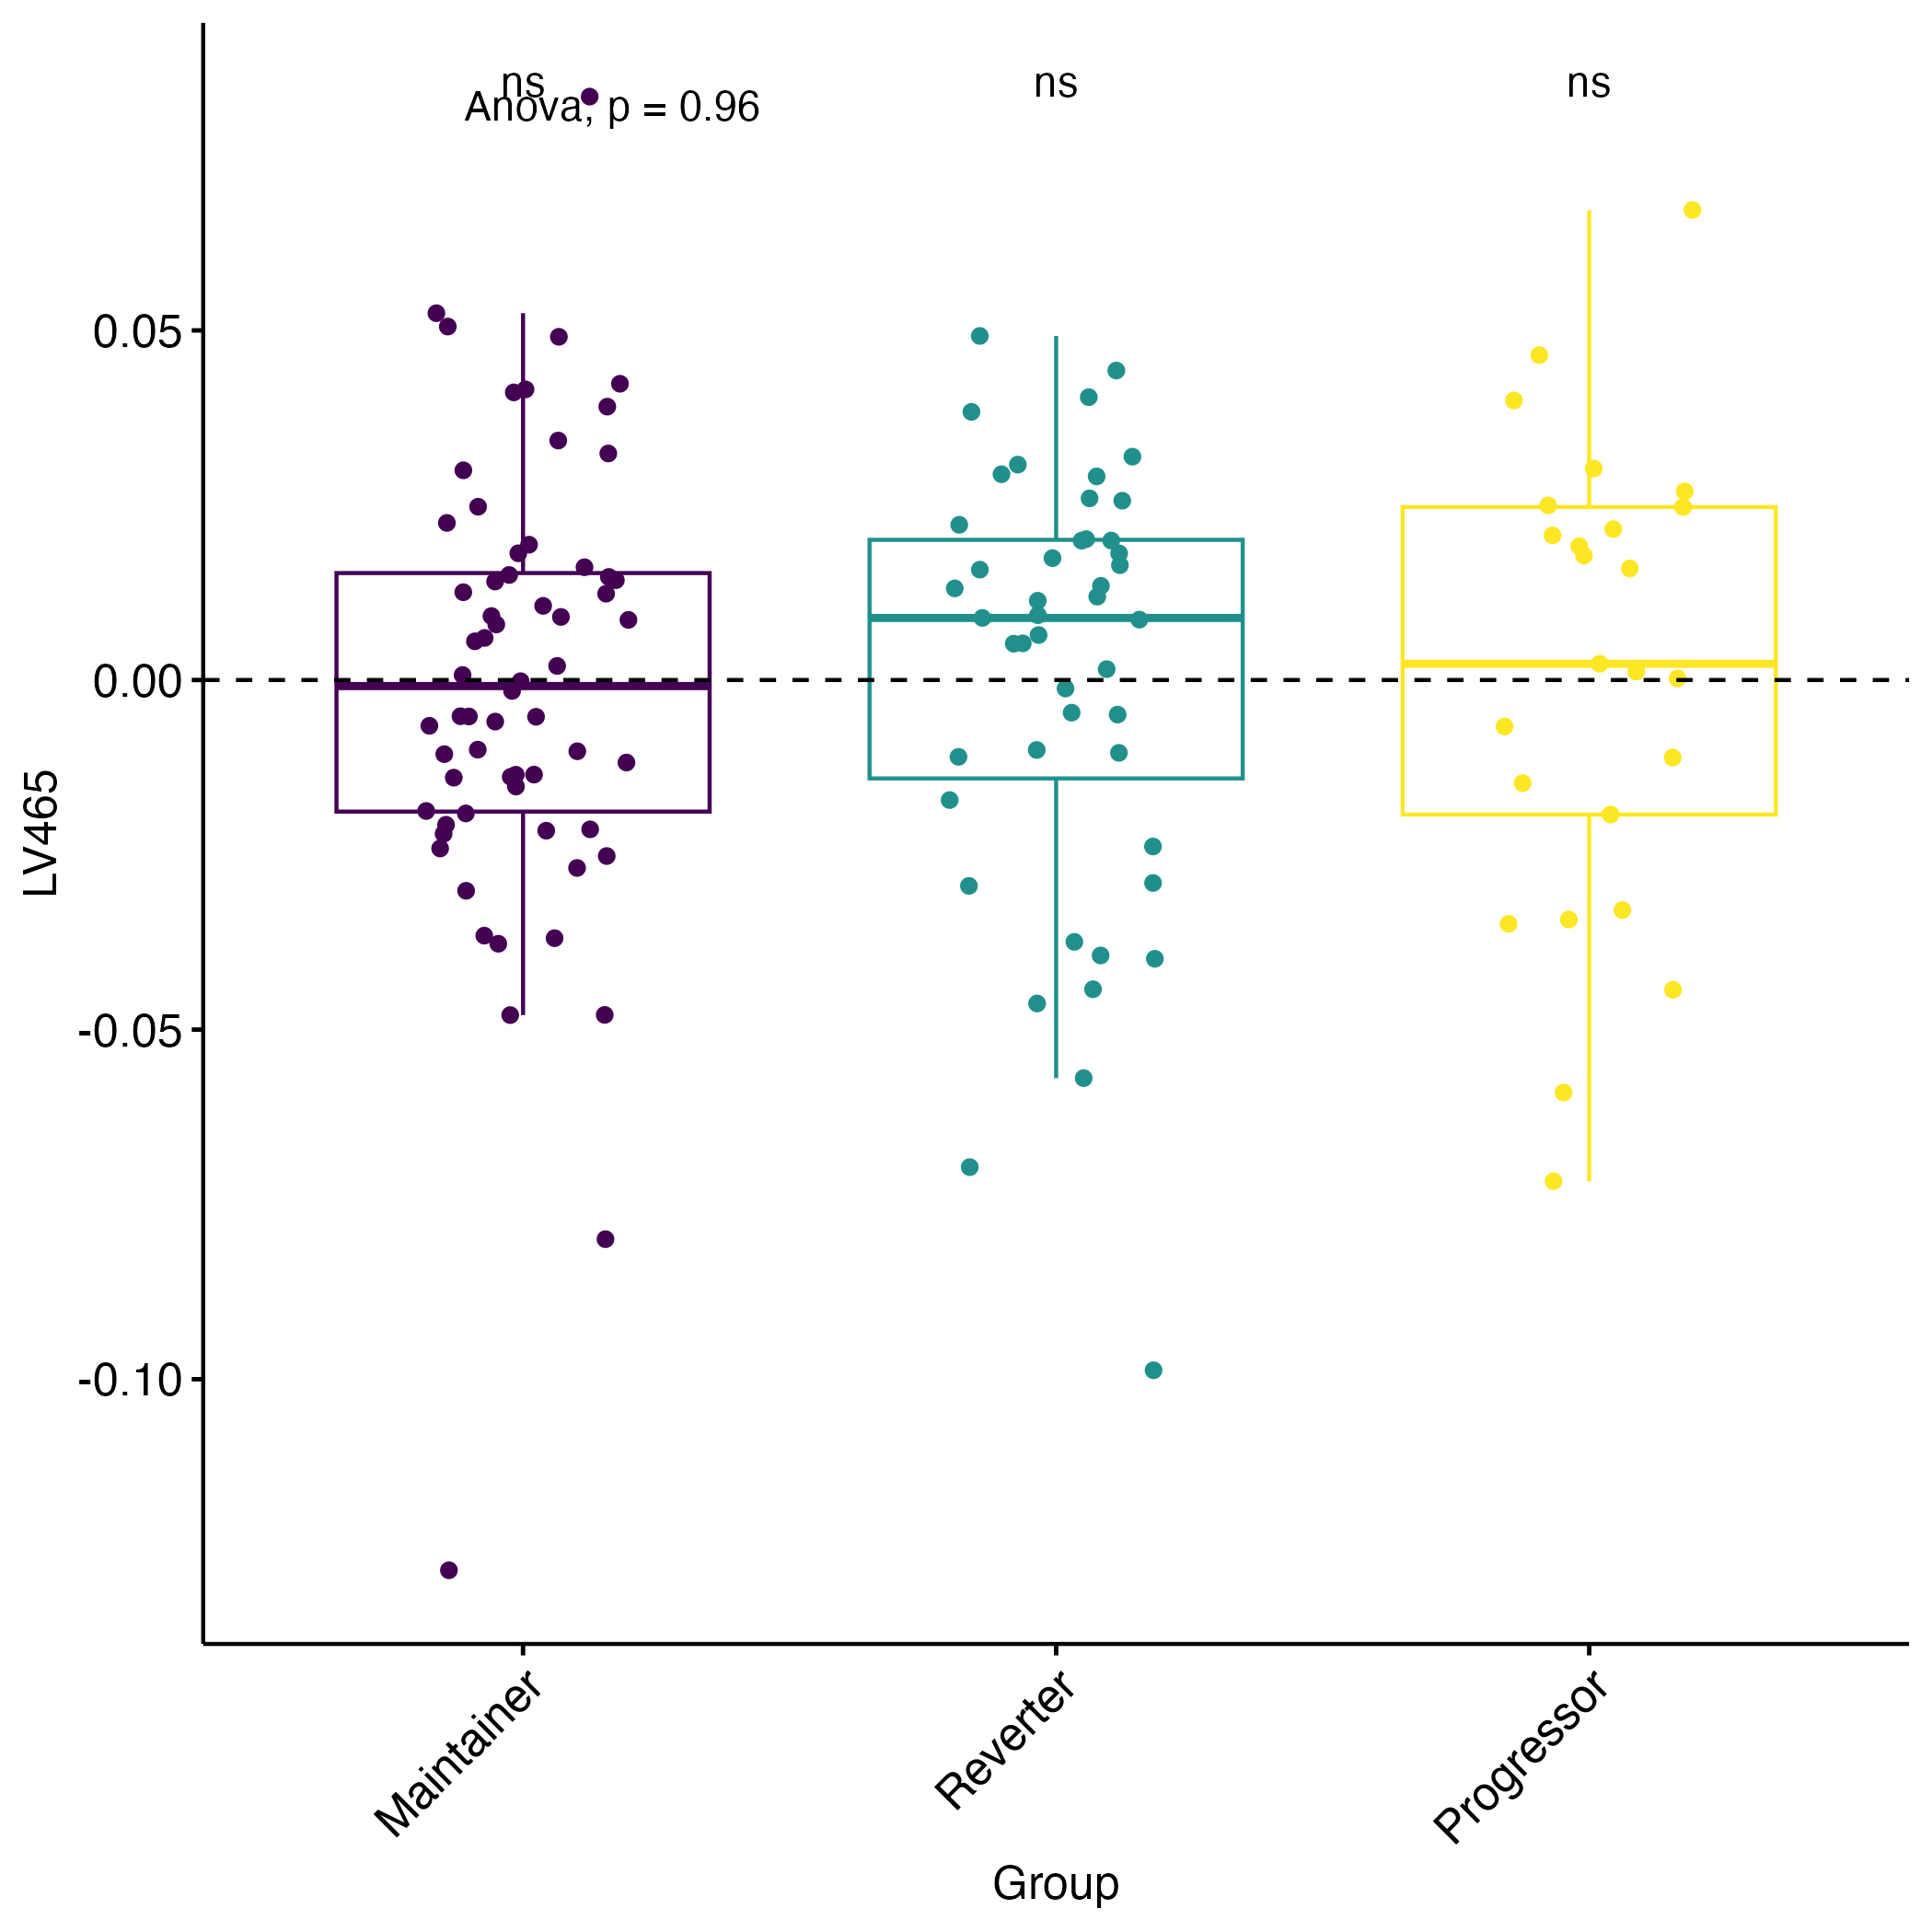 ns
ns
ns
Anova, p = 0.96
0.05
0.00
-0.05
-0.10
LV465
Maintainer
Reverter
Progressor
Group